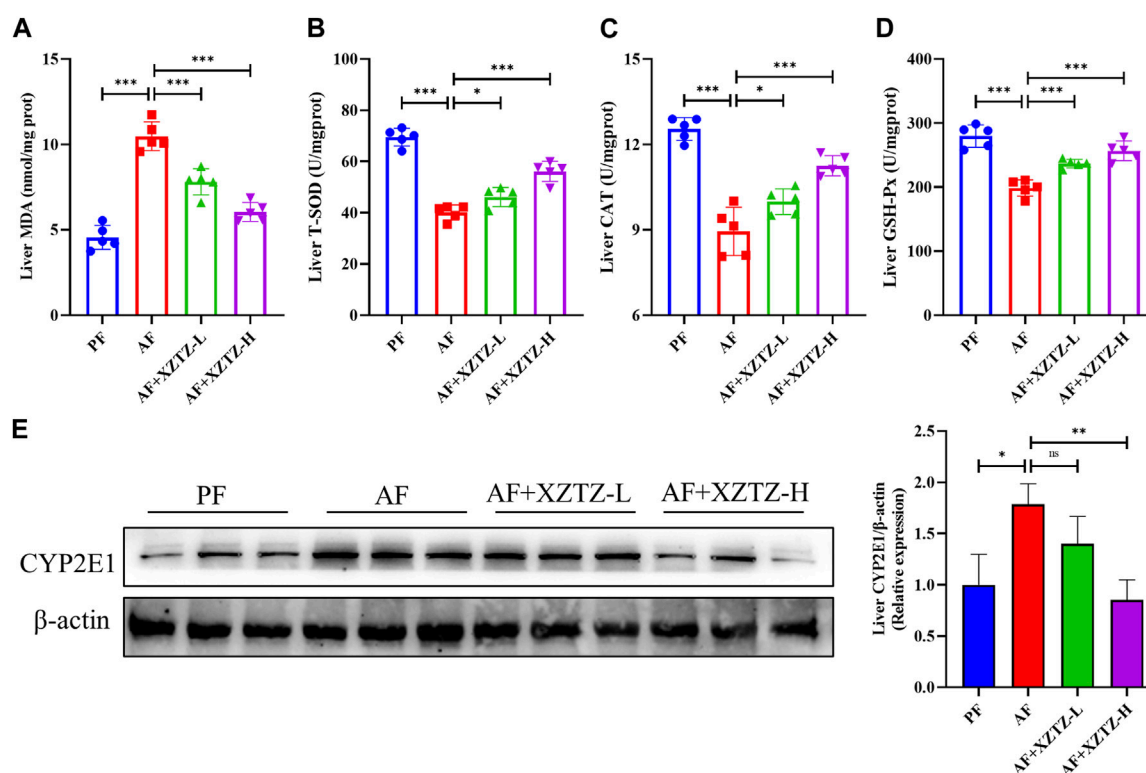 A
Liver MDA (nmol/mg prot)
15
10
5
0
***
***
***
PF
AF
AF+XZTZ-L
AF+XZTZ-H
B
Liver T-SOD (U/mgprot)
100
80
60
40
20
0
***
*
***
PF
AF
AF+XZTZ-L
AF+XZTZ-H
C
Liver CAT (U/mgprot)
15
12
9
6
***
*
***
PF
AF
AF+XZTZ-L
AF+XZTZ-H
D
Liver GSH-Px (U/mgprot)
400
300
200
100
0
***
***
***
PF
AF
AF+XZTZ-L
AF+XZTZ-H
E
PF AF AF+XZTZ-L AF+XZTZ-H
CYP2E1
β-actin
Liver CYP2E1/β-actin
(Relative expression)
2.5
2.0
1.5
1.0
0.5
0.0
**
*
ns
PF
AF
AF+XZTZ-L
AF+XZTZ-H